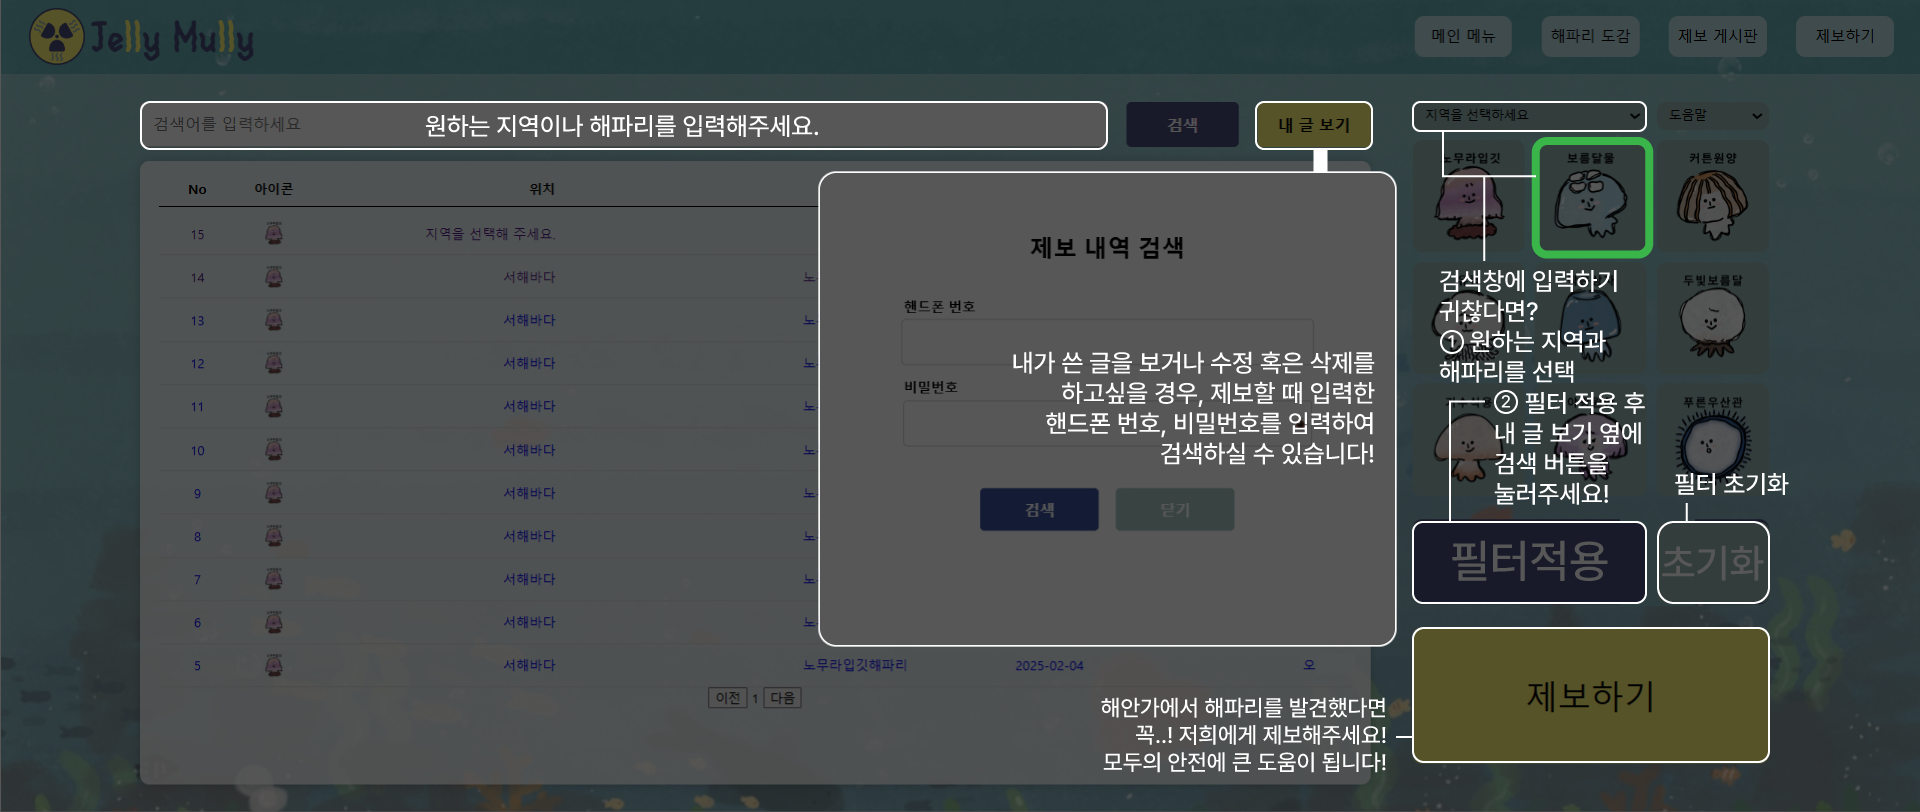 Jelly Mully
메인 메뉴
해파리 도감
제보 게시판
제보하기
검색어를 입력하세요
원하는 지역이나 해파리를 입력해주세요.
검색
내 글 보기
지역을 선택하세요
도움말
No
아이콘
위치
15
지역을 선택해 주세요.
14
서해바다
노
13
서해바다
노
12
서해바다
노
11
서해바다
노
10
서해바다
노
9
서해바다
노
8
서해바다
노
7
서해바다
노
6
서해바다
노
5
서해바다
노무라입깃해파리
2025-02-04
오
이전
1
다음
제보 내역 검색
핸드폰 번호
비밀번호
내가 쓴 글을 보거나 수정 혹은 삭제를
하고싶을 경우, 제보할 때 입력한
핸드폰 번호, 비밀번호를 입력하여
검색하실 수 있습니다!
검색
닫기
노무라입깃
보름달물
커튼원양
두빛보름달
푸른우산관
검색창에 입력하기
귀찮다면?
① 원하는 지역과
해파리를 선택
② 필터 적용 후
내 글 보기 옆에
검색 버튼을
눌러주세요!
필터 초기화
필터적용
초기화
해안가에서 해파리를 발견했다면
꼭..! 저희에게 제보해주세요!
모두의 안전에 큰 도움이 됩니다!
제보하기